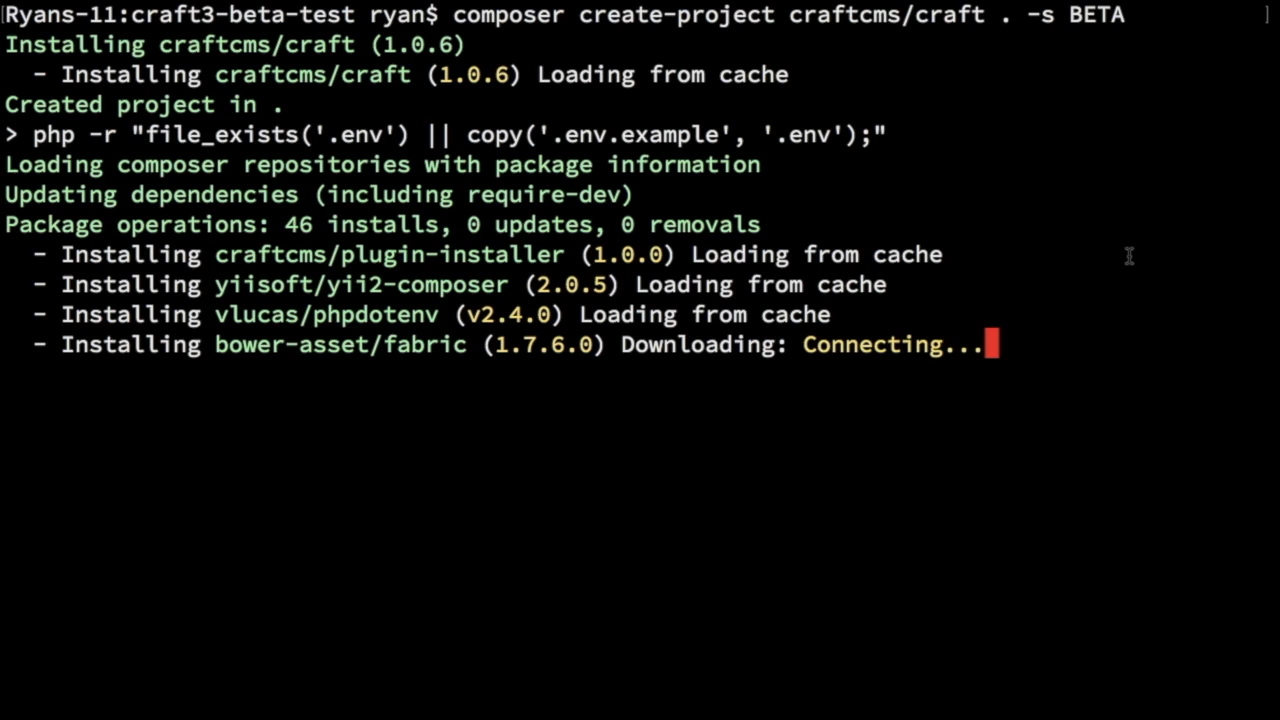 [Ryans-11:craft3-beta-test ryan$ composer create-project craftcms/craft . -s BETA ]
Installing craftcms/craft (1.0.6)
  - Installing craftcms/craft (1.0.6) Loading from cache
Created project in .
> php -r "file_exists('.env') || copy('.env.example', '.env');"
Loading composer repositories with package information
Updating dependencies (including require-dev)
Package operations: 46 installs, 0 updates, 0 removals
  - Installing craftcms/plugin-installer (1.0.0) Loading from cache
  - Installing yiisoft/yii2-composer (2.0.5) Loading from cache
  - Installing vlucas/phpdotenv (v2.4.0) Loading from cache
  - Installing bower-asset/fabric (1.7.6.0) Downloading: Connecting...